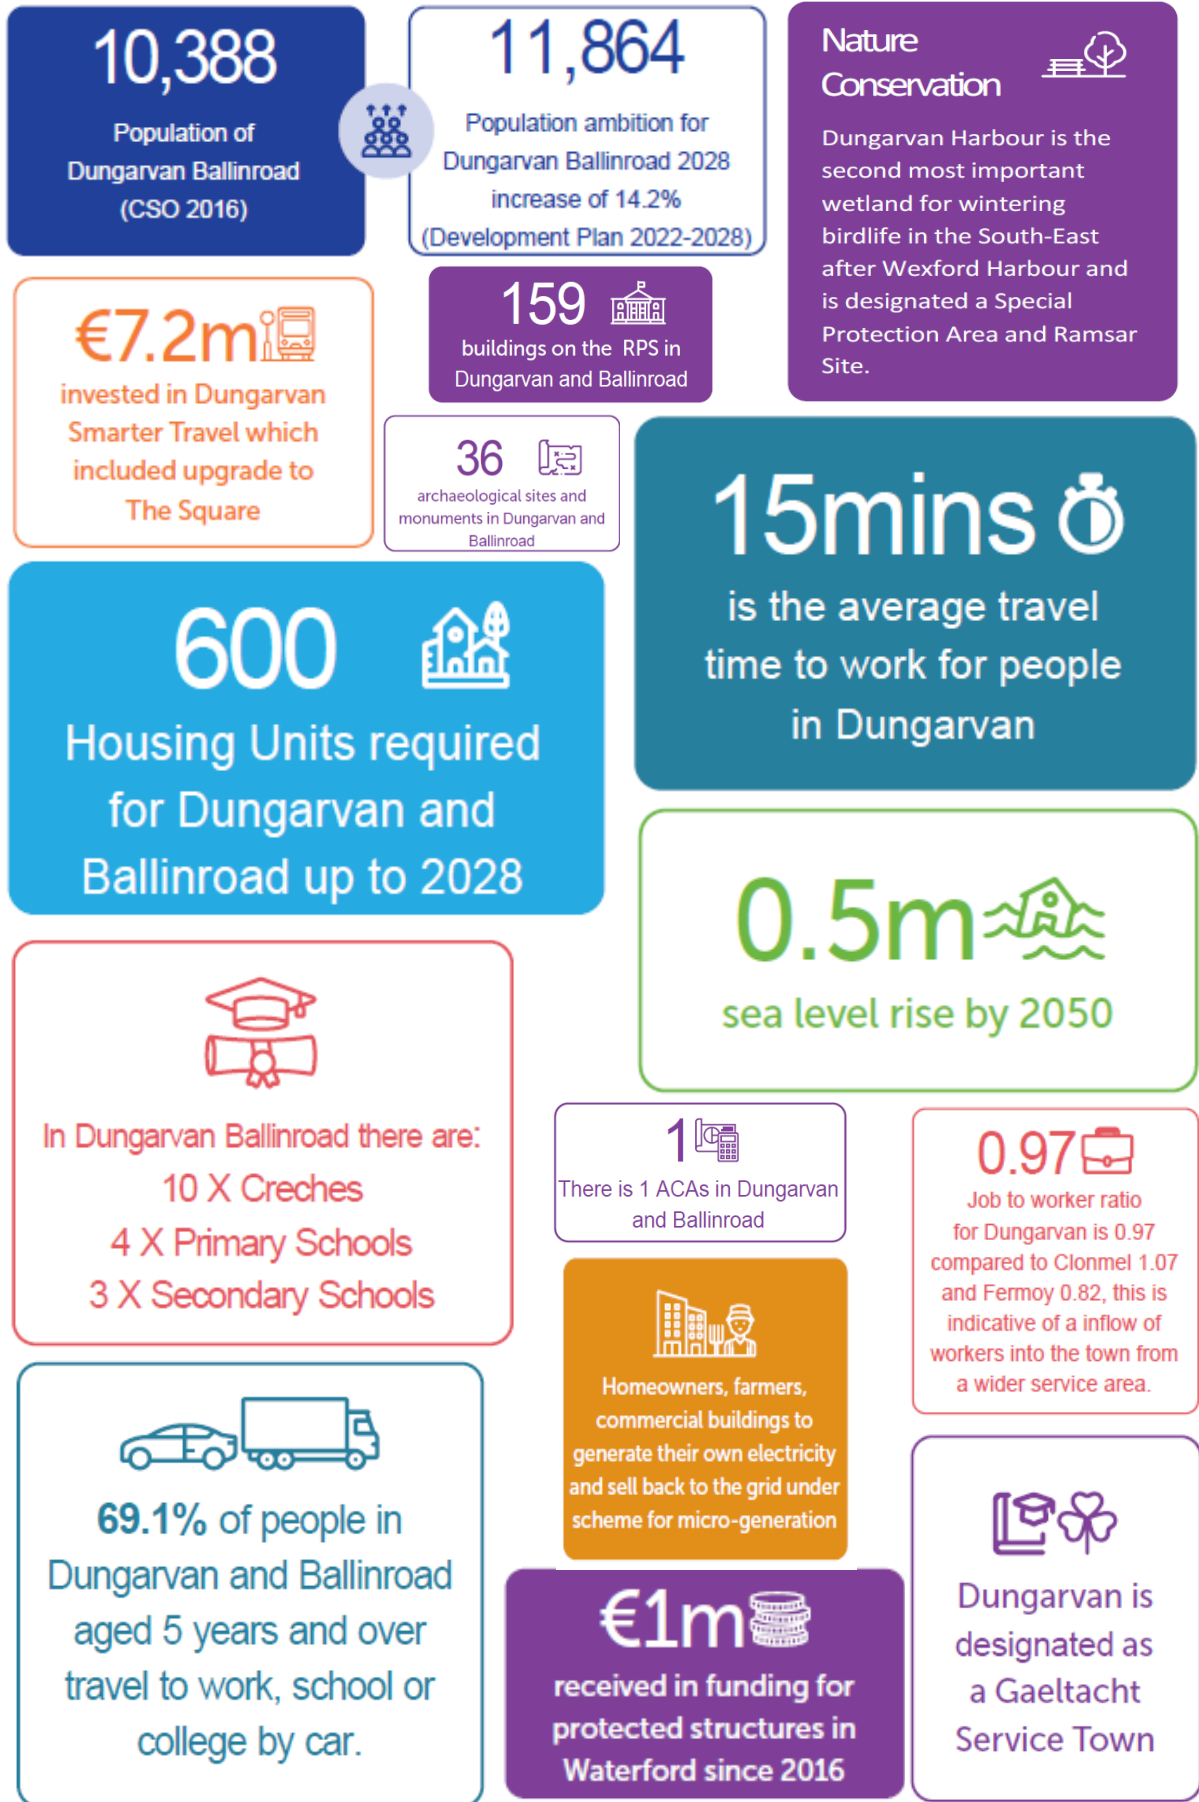 10,388
Population of
Dungarvan Ballinroad
(CSO 2016)
11,864
Population ambition for
Dungarvan Ballinroad 2028
increase of 14.2%
(Development Plan 2022-2028)
Nature
Conservation
Dungarvan Harbour is the
second most important
wetland for wintering
birdlife in the South-East
after Wexford Harbour and
is designated a Special
Protection Area and Ramsar
Site.
€7.2m
invested in Dungarvan
Smarter Travel which
included upgrade to
The Square
159
buildings on the RPS in
Dungarvan and Ballinroad
36
archaeological sites and
monuments in Dungarvan and
Ballinroad
15mins
is the average travel
time to work for people
in Dungarvan
600
Housing Units required
for Dungarvan and
Ballinroad up to 2028
0.5m
sea level rise by 2050
In Dungarvan Ballinroad there are:
10 X Creches
4 X Primary Schools
3 X Secondary Schools
1
There is 1 ACAs in Dungarvan
and Ballinroad
0.97
Job to worker ratio
for Dungarvan is 0.97
compared to Clonmel 1.07
and Fermoy 0.82, this is
indicative of a inflow of
workers into the town from
a wider service area.
Homeowners, farmers,
commercial buildings to
generate their own electricity
and sell back to the grid under
scheme for micro-generation
69.1% of people in
Dungarvan and Ballinroad
aged 5 years and over
travel to work, school or
college by car.
€1m
received in funding for
protected structures in
Waterford since 2016
Dungarvan is
designated as
a Gaeltacht
Service Town